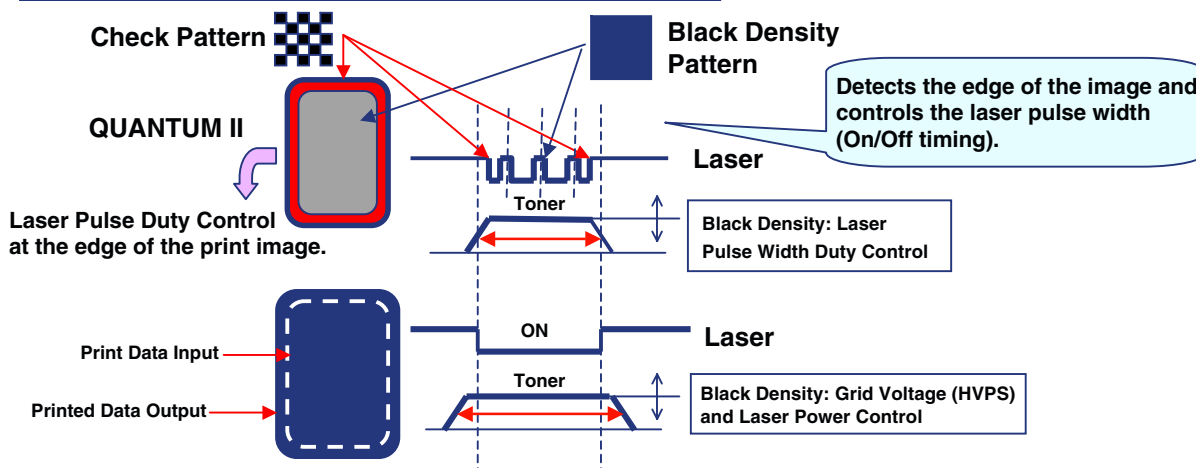 Check Pattern
Black Density
Pattern
Detects the edge of the image and
controls the laser pulse width
(On/Off timing).
QUANTUM II
Laser
Laser Pulse Duty Control
at the edge of the print image.
Toner
Black Density: Laser
Pulse Width Duty Control
ON
Laser
Print Data Input
Toner
Printed Data Output
Black Density: Grid Voltage (HVPS)
and Laser Power Control